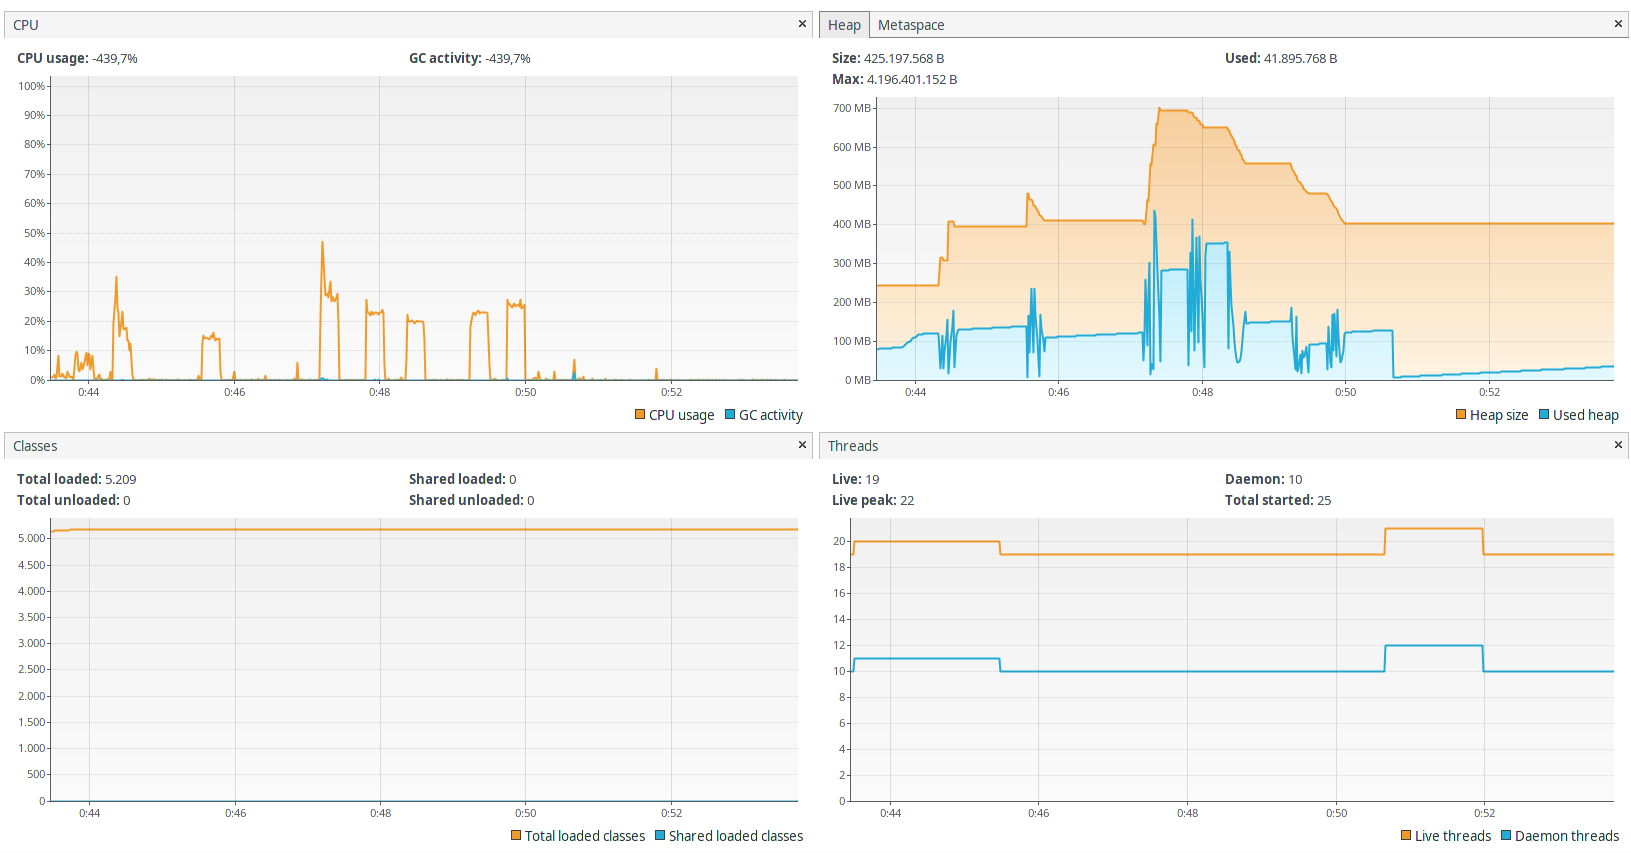 CPU ×
CPU usage: -439,7% GC activity: -439,7%
100%
90%
80%
70%
60%
50%
40%
30%
20%
10%
0%
0:44 0:46 0:48 0:50 0:52
CPU usage GC activity
Heap Metaspace ×
Size: 425.197.568 B Used: 41.895.768 B
Max: 4.196.401.152 B
700 MB
600 MB
500 MB
400 MB
300 MB
200 MB
100 MB
0 MB
0:44 0:46 0:48 0:50 0:52
Heap size Used heap
Classes ×
Total loaded: 5.209 Shared loaded: 0
Total unloaded: 0 Shared unloaded: 0
5.000
4.500
4.000
3.500
3.000
2.500
2.000
1.500
1.000
500
0
0:44 0:46 0:48 0:50 0:52
Total loaded classes Shared loaded classes
Threads ×
Live: 19 Daemon: 10
Live peak: 22 Total started: 25
20
18
16
14
12
10
8
6
4
2
0
0:44 0:46 0:48 0:50 0:52
Live threads Daemon threads